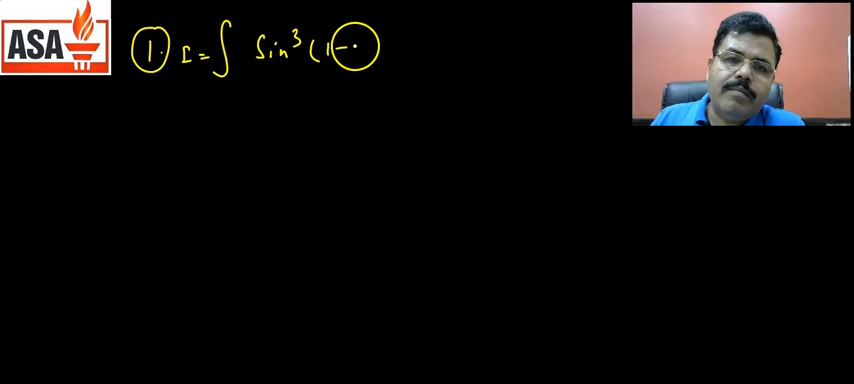 ASA
1. I = ∫ Sin³ (1 - .